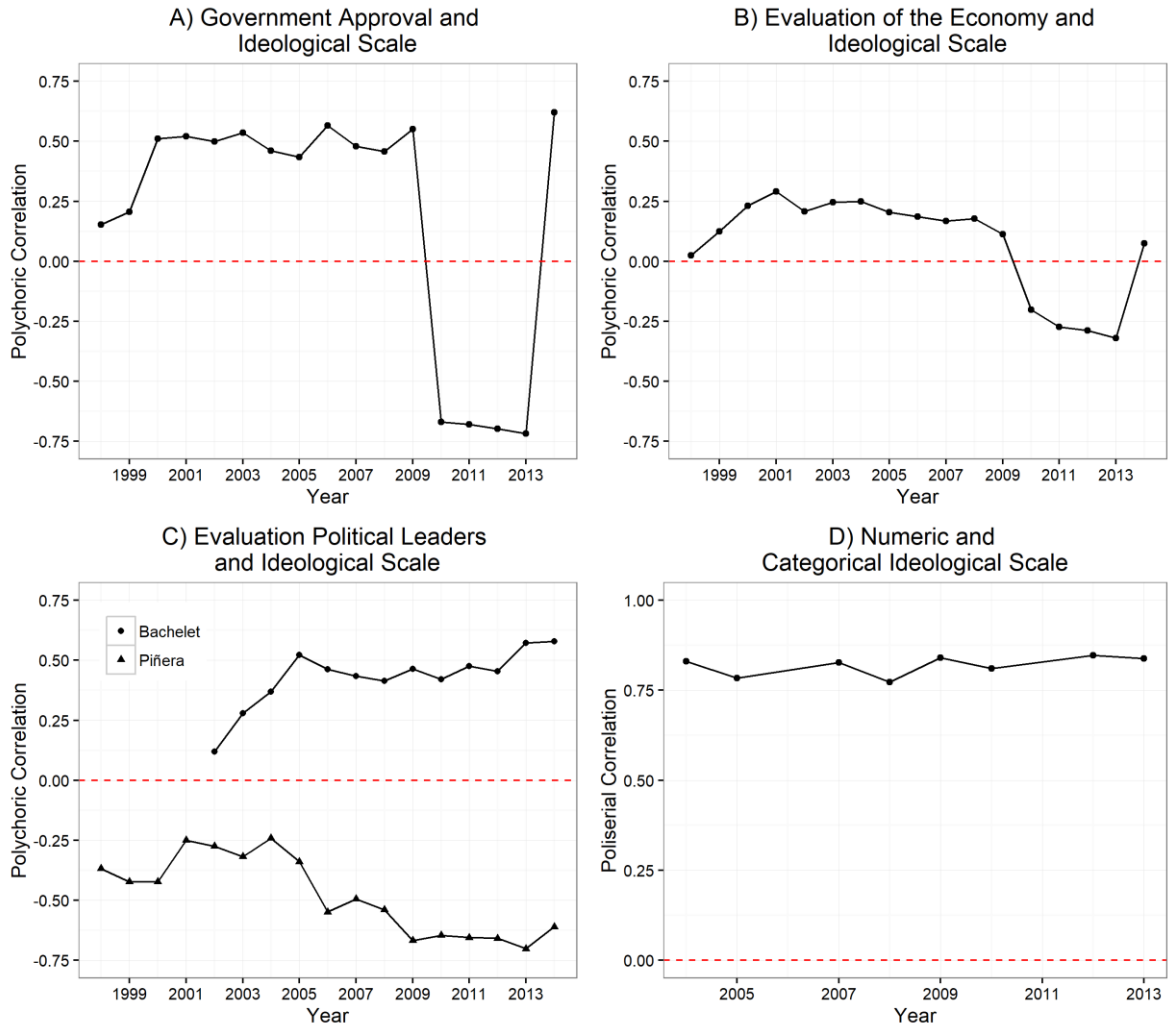 A) Government Approval and
Ideological Scale
0.75
0.50
0.25
0.00
-0.25
-0.50
-0.75
Polychoric Correlation
1999 2001 2003 2005 2007 2009 2011 2013
Year
B) Evaluation of the Economy and
Ideological Scale
0.75
0.50
0.25
0.00
-0.25
-0.50
-0.75
Polychoric Correlation
1999 2001 2003 2005 2007 2009 2011 2013
Year
C) Evaluation Political Leaders
and Ideological Scale
0.75
0.50
0.25
0.00
-0.25
-0.50
-0.75
Polychoric Correlation
Bachelet
Piñera
1999 2001 2003 2005 2007 2009 2011 2013
Year
D) Numeric and
Categorical Ideological Scale
1.00
0.75
0.50
0.25
0.00
Poliserial Correlation
2005 2007 2009 2011 2013
Year